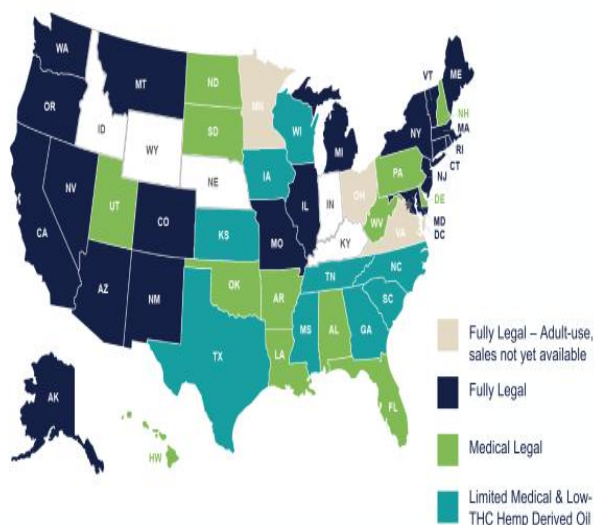 WA
MT
ND
MN
VT
ME
OR
ID
SD
WI
MI
NY
NH
MA
RI
CT
WY
IA
PA
NJ
NV
NE
IL
IN
OH
DE
UT
CO
KS
MO
WV
VA
MD
DC
CA
KY
AZ
NM
OK
AR
TN
NC
SC
TX
LA
MS
AL
GA
FL
AK
HW
Fully Legal – Adult-use,
sales not yet available
Fully Legal
Medical Legal
Limited Medical & Low-
THC Hemp Derived Oil